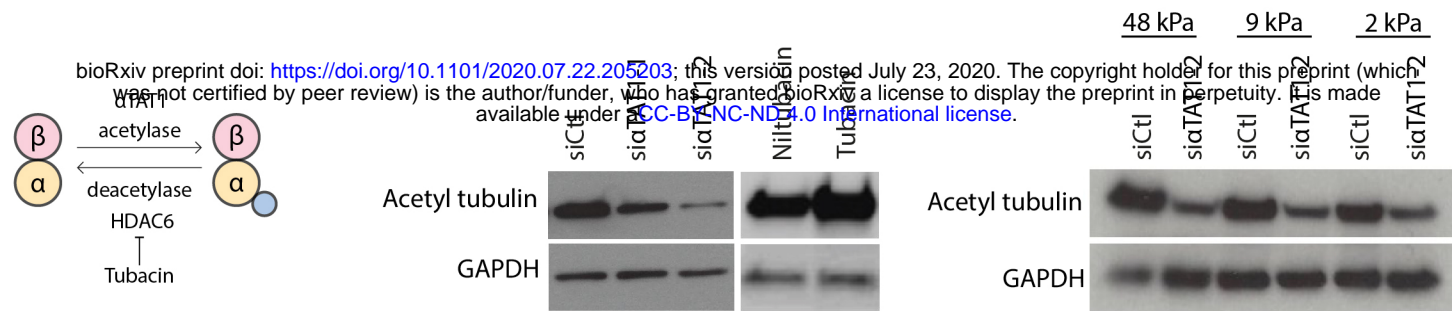 48 kPa 9 kPa 2 kPa
bioRxiv preprint doi: https://doi.org/10.1101/2020.07.22.205203; this version posted July 23, 2020. The copyright holder for this preprint (which
was not certified by peer review) is the author/funder, who has granted bioRxiv a license to display the preprint in perpetuity. It is made
available under aCC-BY-NC-ND 4.0 International license.
αTAT1
acetylase
β β
α α
deacetylase
HDAC6
Tubacin
siCtl siαTAT1-1 siαTAT1-2 Niltubacin Tubacin
Acetyl tubulin
GAPDH
siCtl siαTAT1-2 siCtl siαTAT1-2 siCtl siαTAT1-2
Acetyl tubulin
GAPDH